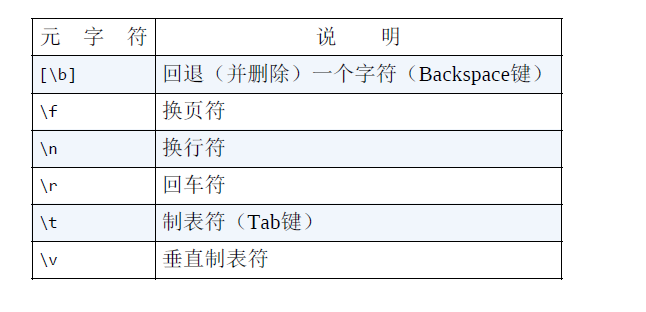 元 字 符 说 明
[\b] 回退（并删除）一个字符（Backspace键）
\f 换页符
\n 换行符
\r 回车符
\t 制表符（Tab键）
\v 垂直制表符